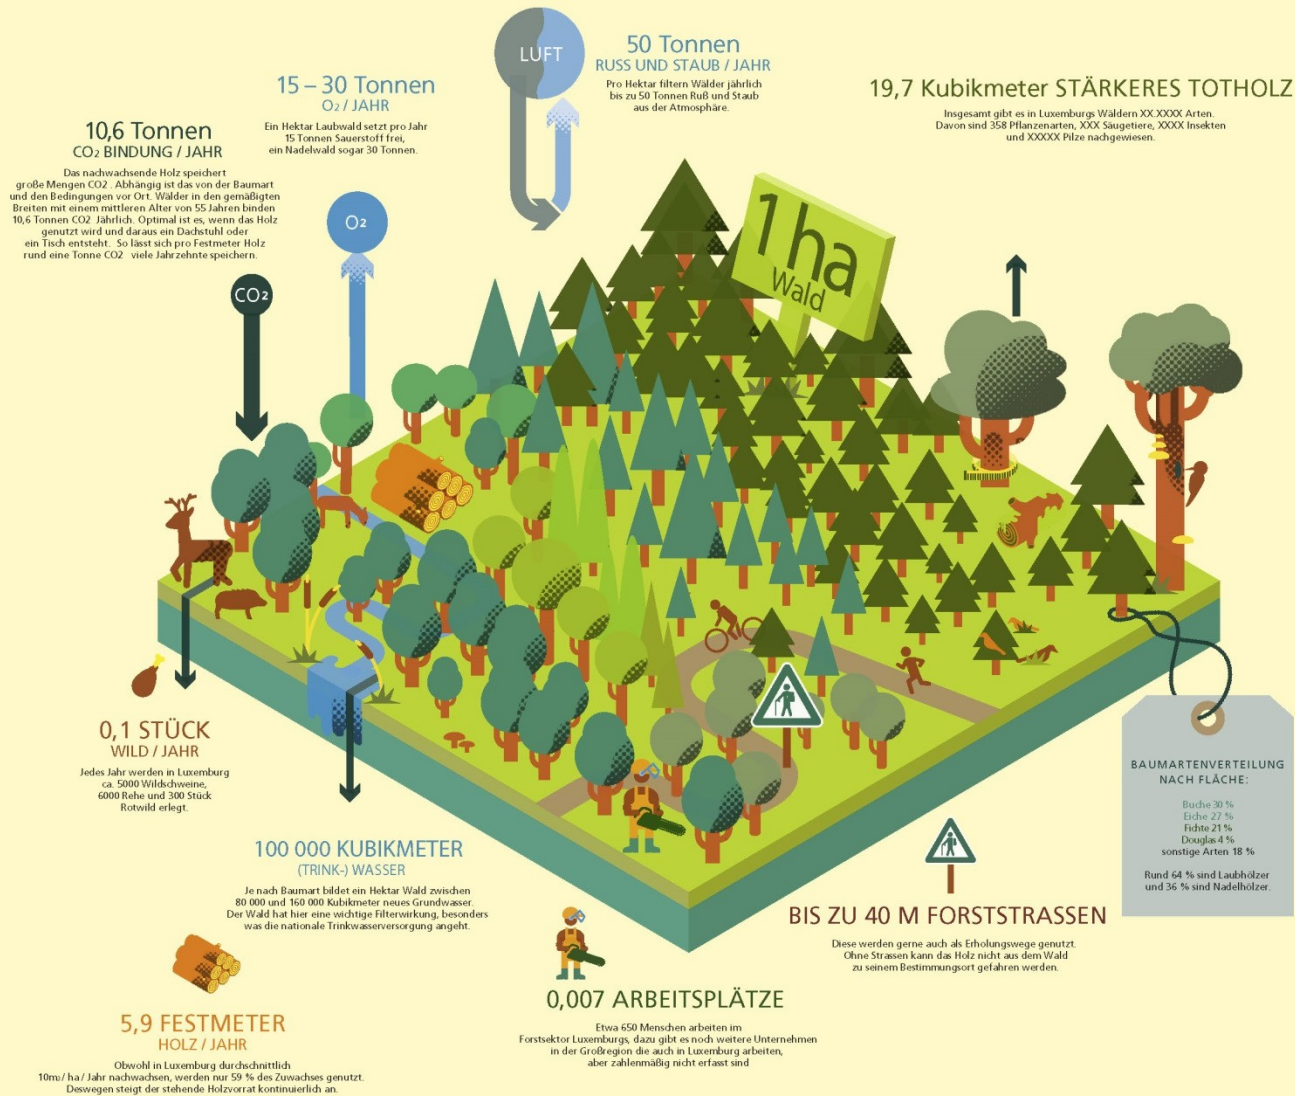 LUFT
50 Tonnen
RUSS UND STAUB / JAHR
Pro Hektar filtern Wälder jährlich
bis zu 50 Tonnen Ruß und Staub
aus der Atmosphäre.
15 – 30 Tonnen
O2 / JAHR
Ein Hektar Laubwald setzt pro Jahr
15 Tonnen Sauerstoff frei,
ein Nadelwald sogar 30 Tonnen.
19,7 Kubikmeter STÄRKERES TOTHOLZ
Insgesamt gibt es in Luxemburgs Wäldern XX.XXXX Arten.
Davon sind 358 Pflanzenarten, XXX Säugetiere, XXXX Insekten
und XXXXX Pilze nachgewiesen.
10,6 Tonnen
CO2 BINDUNG / JAHR
Das nachwachsende Holz speichert
große Mengen CO2 . Abhängig ist das von der Baumart
und den Bedingungen vor Ort. Wälder in den gemäßigten
Breiten mit einem mittleren Alter von 55 Jahren binden
10,6 Tonnen CO2 Jährlich. Optimal ist es, wenn das Holz
genutzt wird und daraus ein Dachstuhl oder
ein Tisch entsteht. So lässt sich pro Festmeter Holz
rund eine Tonne CO2 viele Jahrzehnte speichern.
O2
CO2
1 ha
Wald
0,1 STÜCK
WILD / JAHR
Jedes Jahr werden in Luxemburg
ca. 5000 Wildschweine,
6000 Rehe und 300 Stück
Rotwild erlegt.
BAUMARTENVERTEILUNG
NACH FLÄCHE:
Buche 30 %
Eiche 27 %
Fichte 21 %
Douglas 4 %
sonstige Arten 18 %
Rund 64 % sind Laubhölzer
und 36 % sind Nadelhölzer.
100 000 KUBIKMETER
(TRINK-) WASSER
Je nach Baumart bildet ein Hektar Wald zwischen
80 000 und 160 000 Kubikmeter neues Grundwasser.
Der Wald hat hier eine wichtige Filterwirkung, besonders
was die nationale Trinkwasserversorgung angeht.
BIS ZU 40 M FORSTSTRASSEN
Diese werden gerne auch als Erholungswege genutzt.
Ohne Strassen kann das Holz nicht aus dem Wald
zu seinem Bestimmungsort gefahren werden.
0,007 ARBEITSPLÄTZE
Etwa 650 Menschen arbeiten im
Forstsektor Luxemburgs, dazu gibt es noch weitere Unternehmen
in der Großregion die auch in Luxemburg arbeiten,
aber zahlenmäßig nicht erfasst sind
5,9 FESTMETER
HOLZ / JAHR
Obwohl in Luxemburg durchschnittlich
10m3 / ha / Jahr nachwachsen, werden nur 59 % des Zuwachses genutzt.
Deswegen steigt der stehende Holzvorrat kontinuierlich an.